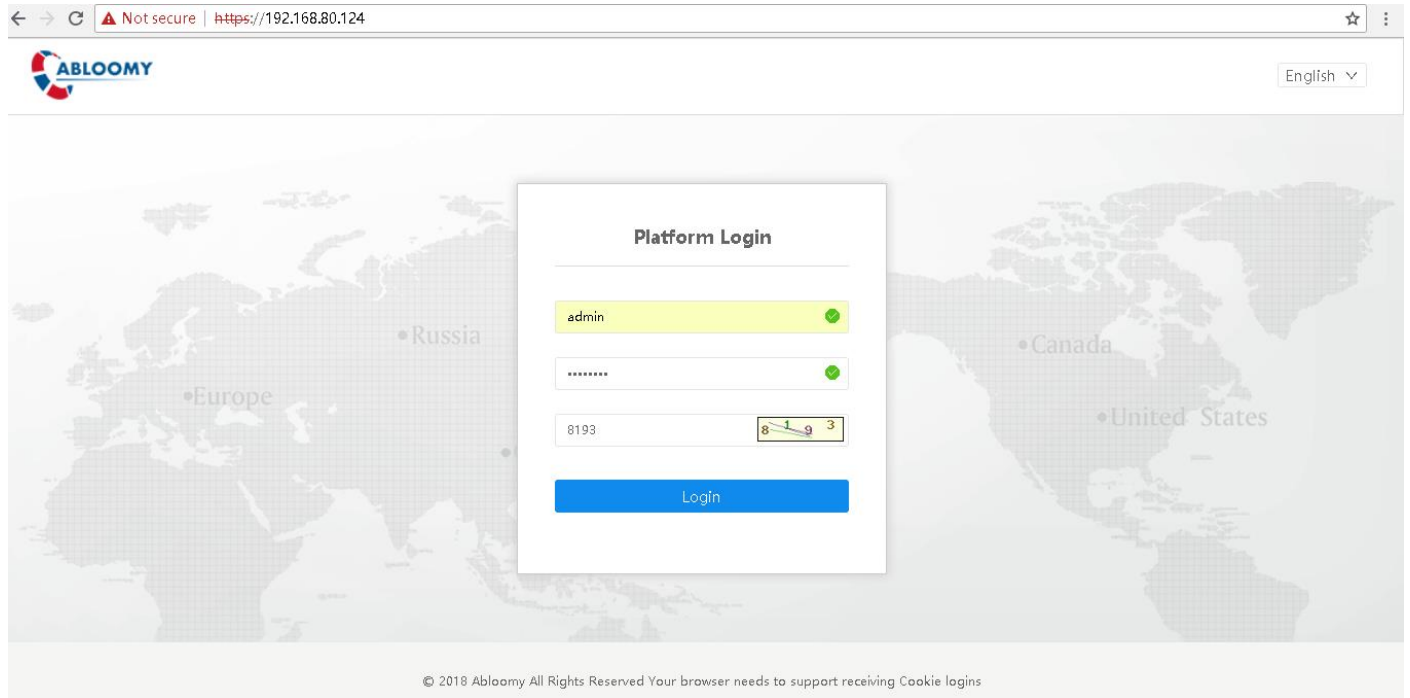 Not secure | https://192.168.80.124
ABLOOMY
English
Platform Login
admin
••••••••
8193
8 1 9 3
Login
Russia
Europe
Canada
United States
© 2018 Abloomy All Rights Reserved Your browser needs to support receiving Cookie logins